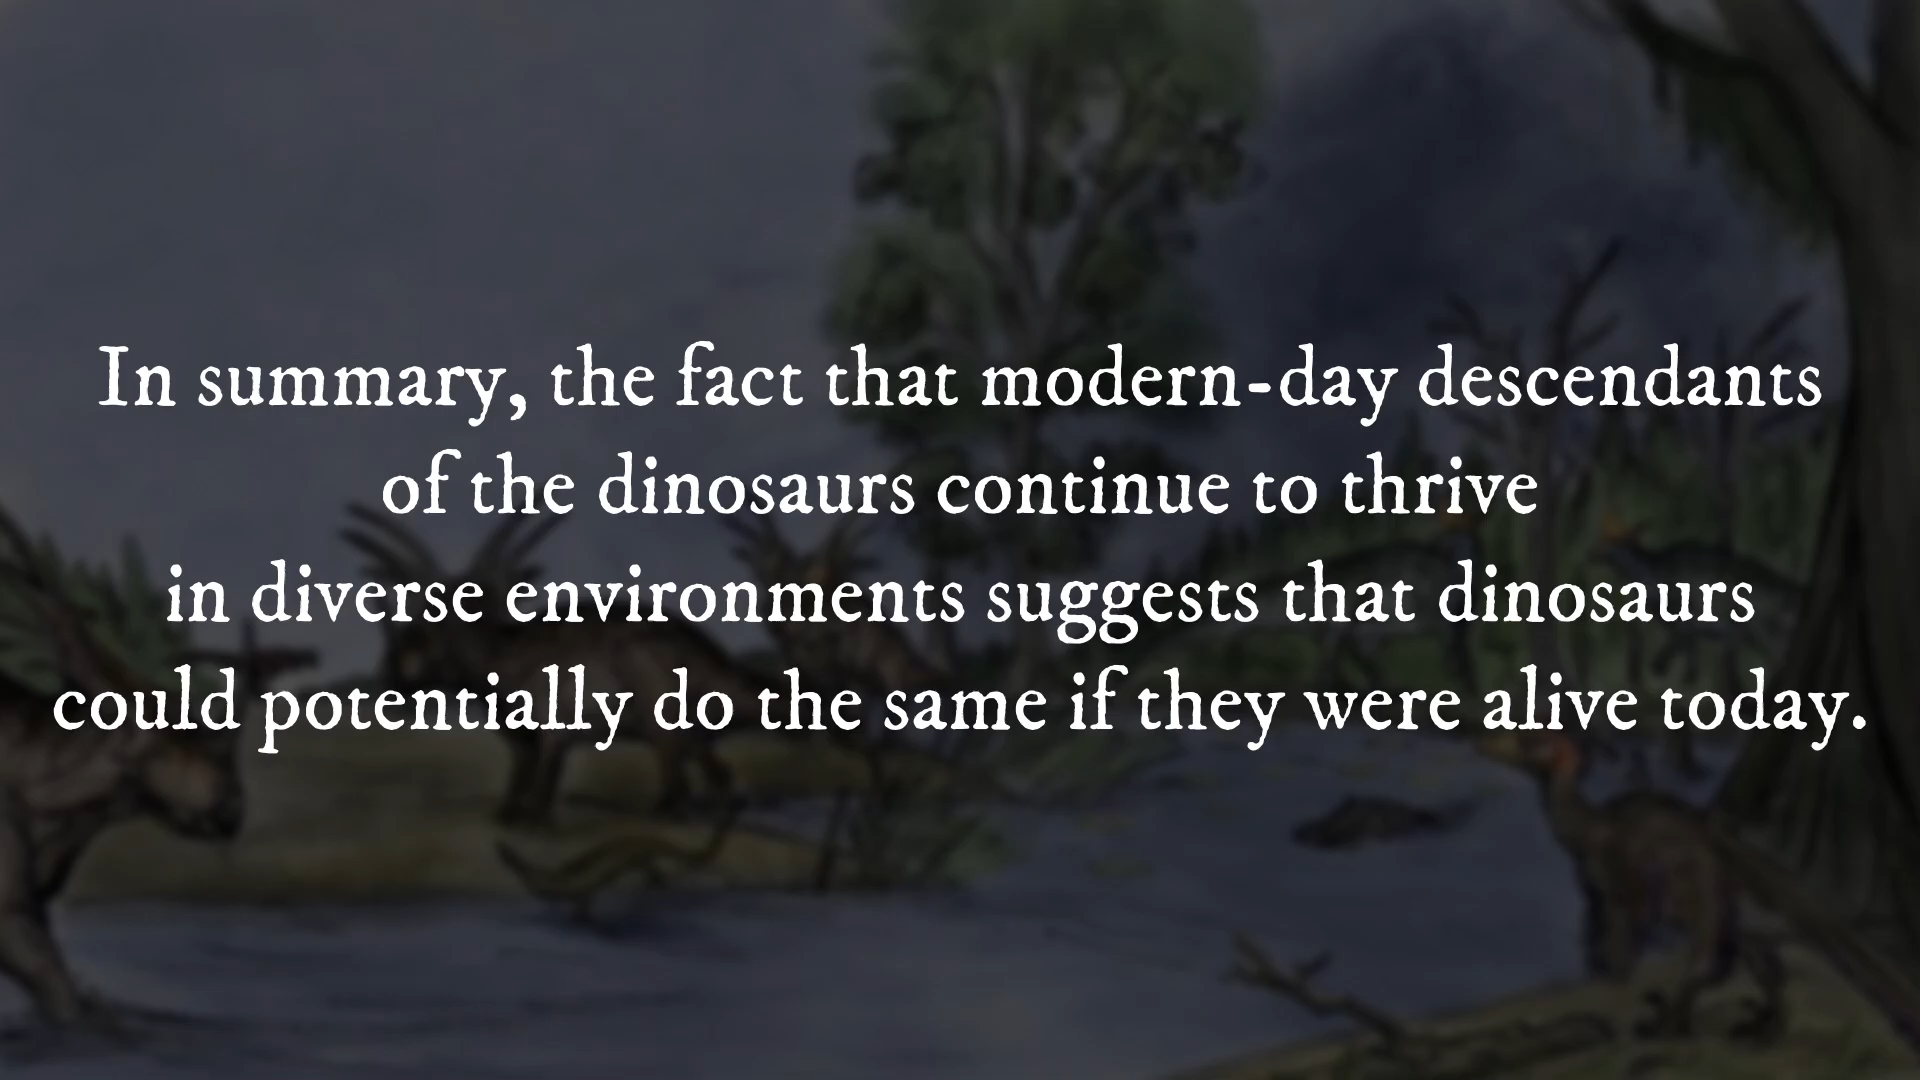 In summary, the fact that modern-day descendants
of the dinosaurs continue to thrive
in diverse environments suggests that dinosaurs
could potentially do the same if they were alive today.